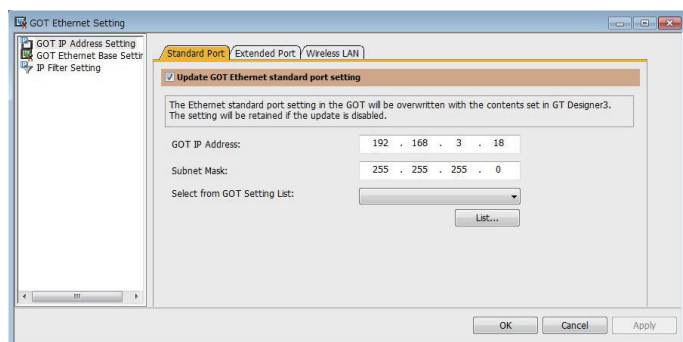 GOT Ethernet Setting
GOT IP Address Setting
GOT Ethernet Base Settir
IP Filter Setting
Standard Port Extended Port Wireless LAN
Update GOT Ethernet standard port setting
The Ethernet standard port setting in the GOT will be overwritten with the contents set in GT Designer3.
The setting will be retained if the update is disabled.
GOT IP Address: 192 . 168 . 3 . 18
Subnet Mask: 255 . 255 . 255 . 0
Select from GOT Setting List:
List...
OK Cancel Apply